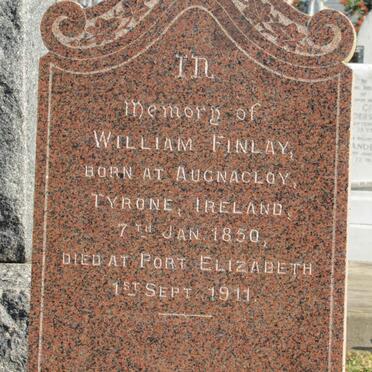 In
Memory of
WILLIAM FINLAY,
BORN AT AUGNACLOY,
TYRONE, IRELAND,
7TH JAN. 1850,
DIED AT PORT ELIZABETH
1ST SEPT. 1911.